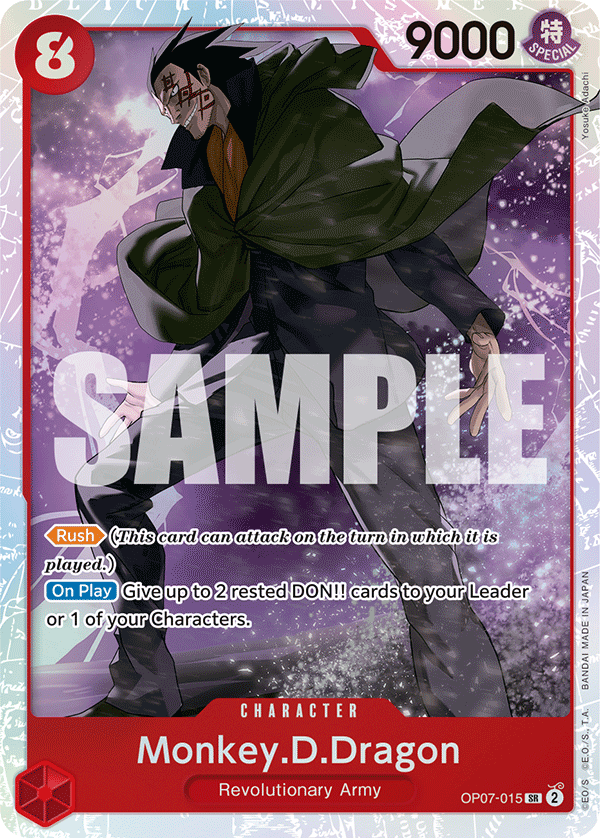 8
9000
特
SPECIAL
Yosuke Adachi
SAMPLE
Rush (This card can attack on the turn in which it is
played.)
On Play Give up to 2 rested DON!! cards to your Leader
or 1 of your Characters.
CHARACTER
Monkey.D.Dragon
Revolutionary Army
OP07-015 SR 2
©EO/S ©E.O./S, T.A. BANDAI MADE IN JAPAN